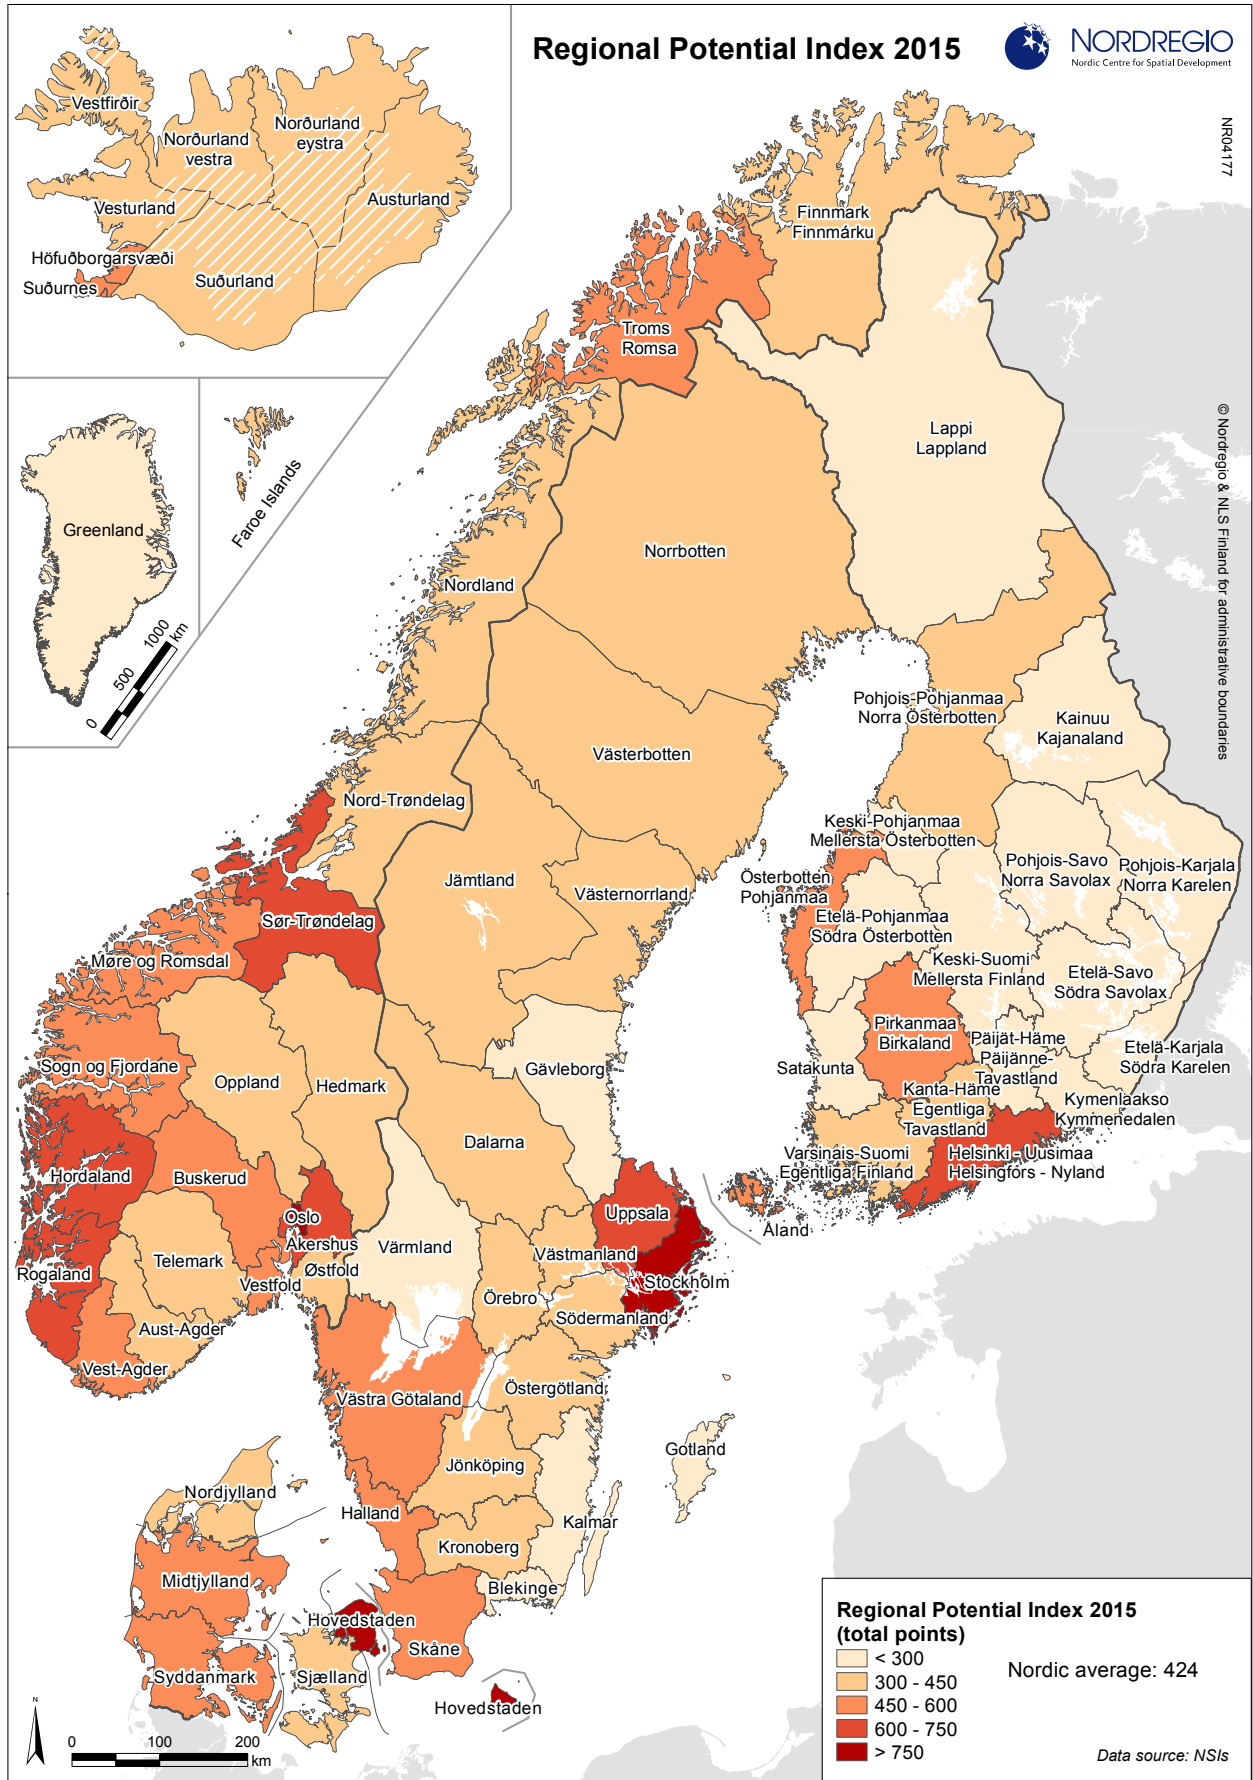 Regional Potential Index 2015
NORDREGIO
Nordic Centre for Spatial Development
NR04177
© Nordregio & NLS Finland for administrative boundaries
Vestfirðir
Norðurland
vestra
Norðurland
eystra
Vesturland
Austurland
Höfuðborgarsvæði
Suðurnes
Suðurland
Greenland
Faroe Islands
0
500
1000
km
Finnmark
Finnmárku
Troms
Romsa
Lappi
Lappland
Norrbotten
Nordland
Pohjois-Pohjanmaa
Norra Österbotten
Kainuu
Kajanaland
Västerbotten
Nord-Trøndelag
Keski-Pohjanmaa
Mellersta Österbotten
Pohjois-Savo
Norra Savolax
Pohjois-Karjala
Norra Karelen
Österbotten
Pohjanmaa
Jämtland
Västernorrland
Sør-Trøndelag
Etelä-Pohjanmaa
Södra Österbotten
Møre og Romsdal
Keski-Suomi
Mellersta Finland
Etelä-Savo
Södra Savolax
Pirkanmaa
Birkaland
Päijät-Häme
Päijänne-
Tavastland
Etelä-Karjala
Södra Karelen
Sogn og Fjordane
Oppland
Hedmark
Gävleborg
Satakunta
Kanta-Häme
Egentliga
Tavastland
Kymenlaakso
Kymmenedalen
Dalarna
Hordaland
Buskerud
Varsinais-Suomi
Egentliga Finland
Helsinki - Uusimaa
Helsingfors - Nyland
Oslo
Akershus
Uppsala
Åland
Telemark
Østfold
Värmland
Västmanland
Rogaland
Vestfold
Stockholm
Örebro
Södermanland
Aust-Agder
Vest-Agder
Västra Götaland
Östergötland
Gotland
Jönköping
Nordjylland
Halland
Kalmar
Kronoberg
Midtjylland
Blekinge
Hovedstaden
Skåne
Syddanmark
Sjælland
Hovedstaden
N
0
100
200
km
Regional Potential Index 2015
(total points)
< 300
300 - 450
450 - 600
600 - 750
> 750
Nordic average: 424
Data source: NSIs